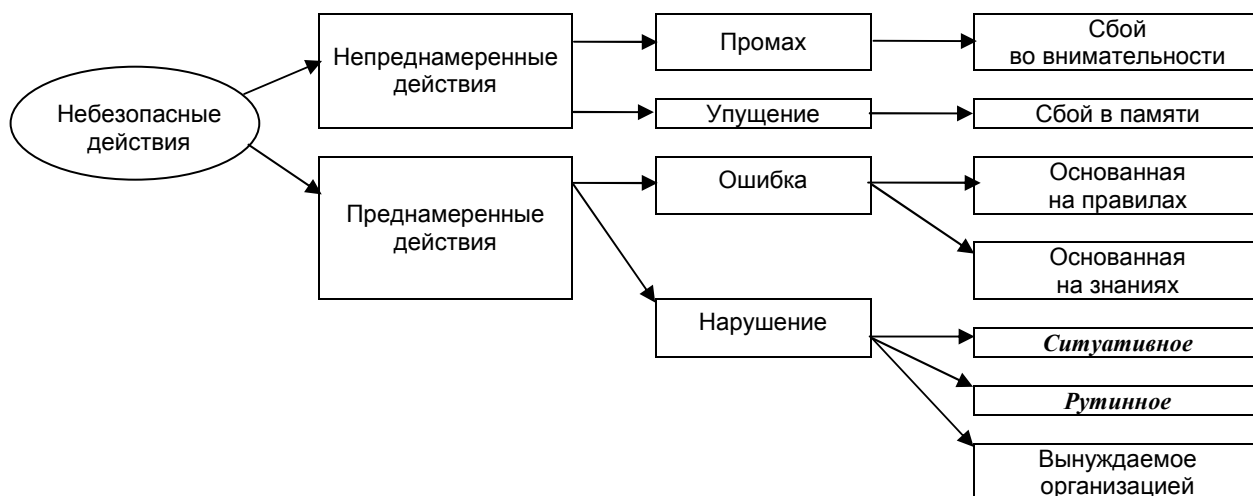 Небезопасные
действия
Непреднамеренные
действия
Промах
Сбой
во внимательности
Упущение
Сбой в памяти
Преднамеренные
действия
Ошибка
Основанная
на правилах
Основанная
на знаниях
Нарушение
Ситуативное
Рутинное
Вынуждаемое
организацией